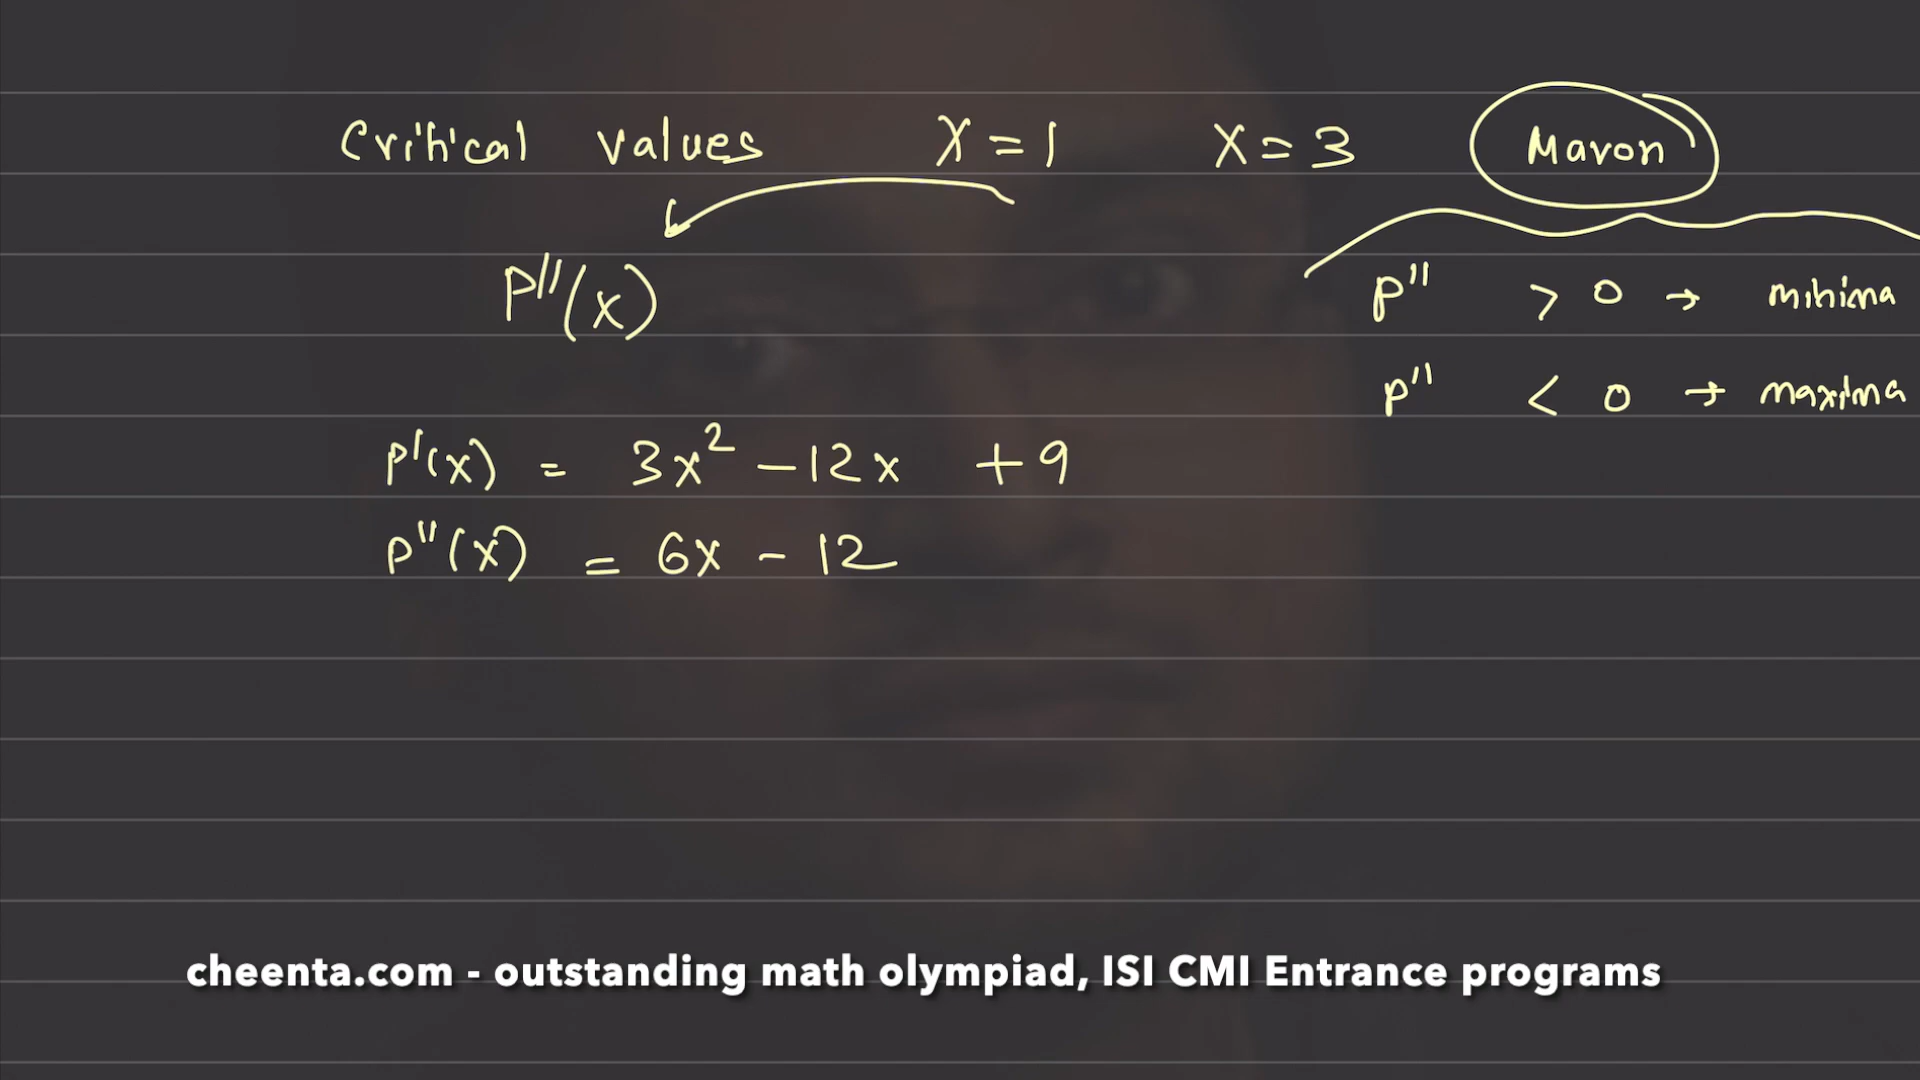 Critical values x = 1 x = 3 Maron
P''(x)
P'' > 0 → minima
P'' < 0 → maxima
P'(x) = 3x² - 12x + 9
P''(x) = 6x - 12
cheenta.com - outstanding math olympiad, ISI CMI Entrance programs